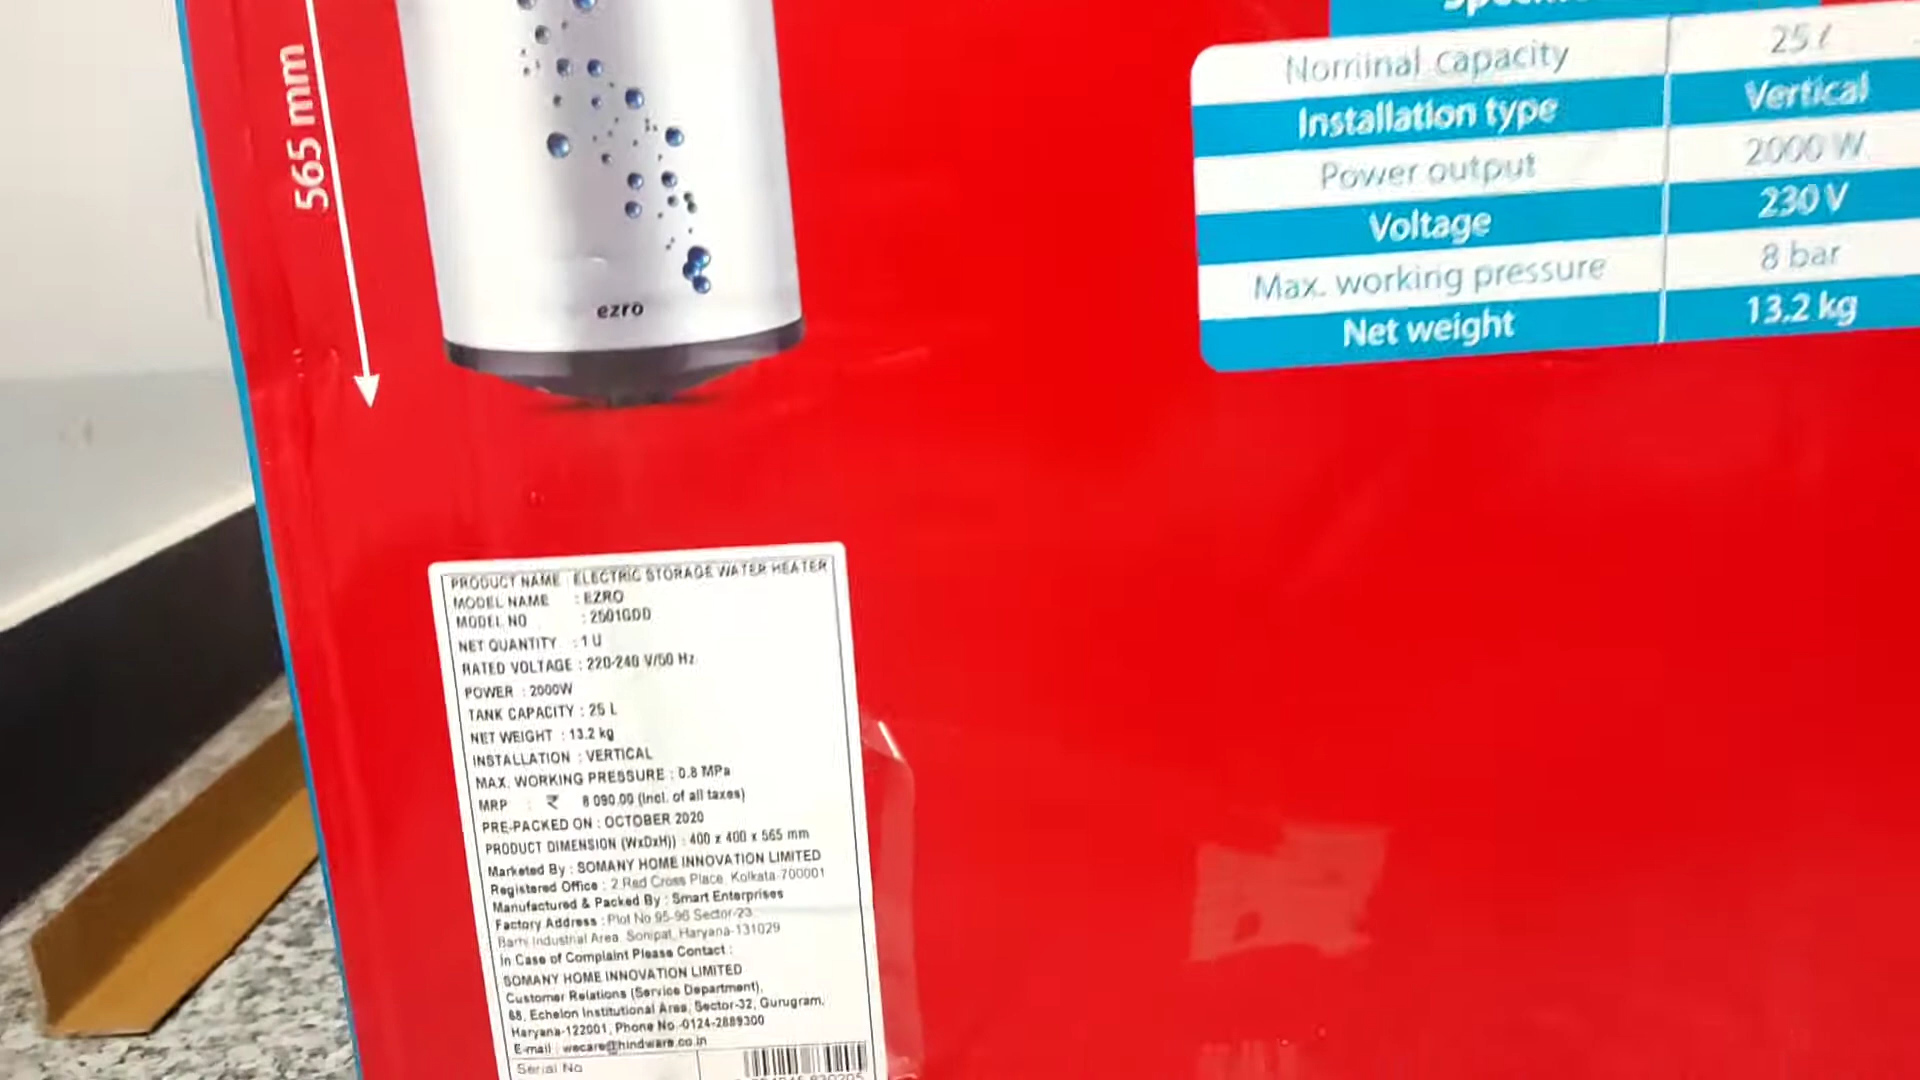 565 mm
ezro
Nominal capacity 25 ℓ
Installation type Vertical
Power output 2000 W
Voltage 230 V
Max. working pressure 8 bar
Net weight 13.2 kg
PRODUCT NAME : ELECTRIC STORAGE WATER HEATER
MODEL NAME : EZRO
MODEL NO : 2501GDD
NET QUANTITY : 1 U
RATED VOLTAGE : 220-240 V/50 Hz
POWER : 2000W
TANK CAPACITY : 25 L
NET WEIGHT : 13.2 kg
INSTALLATION : VERTICAL
MAX. WORKING PRESSURE : 0.8 MPa
MRP : ₹ 8 090.00 (Incl. of all taxes)
PRE-PACKED ON : OCTOBER 2020
PRODUCT DIMENSION (WxDxH)) : 400 x 400 x 565 mm
Marketed By : SOMANY HOME INNOVATION LIMITED
Registered Office : 2 Red Cross Place, Kolkata-700001
Manufactured & Packed By : Smart Enterprises
Factory Address : Plot No 95-96 Sector-23
Barhi Industrial Area, Sonipat, Haryana-131029
In Case of Complaint Please Contact :
SOMANY HOME INNOVATION LIMITED
Customer Relations (Service Department),
68, Echelon Institutional Area, Sector-32, Gurugram,
Haryana-122001, Phone No.-0124-2889300
E-mail : wecare@hindware.co.in
Serial No